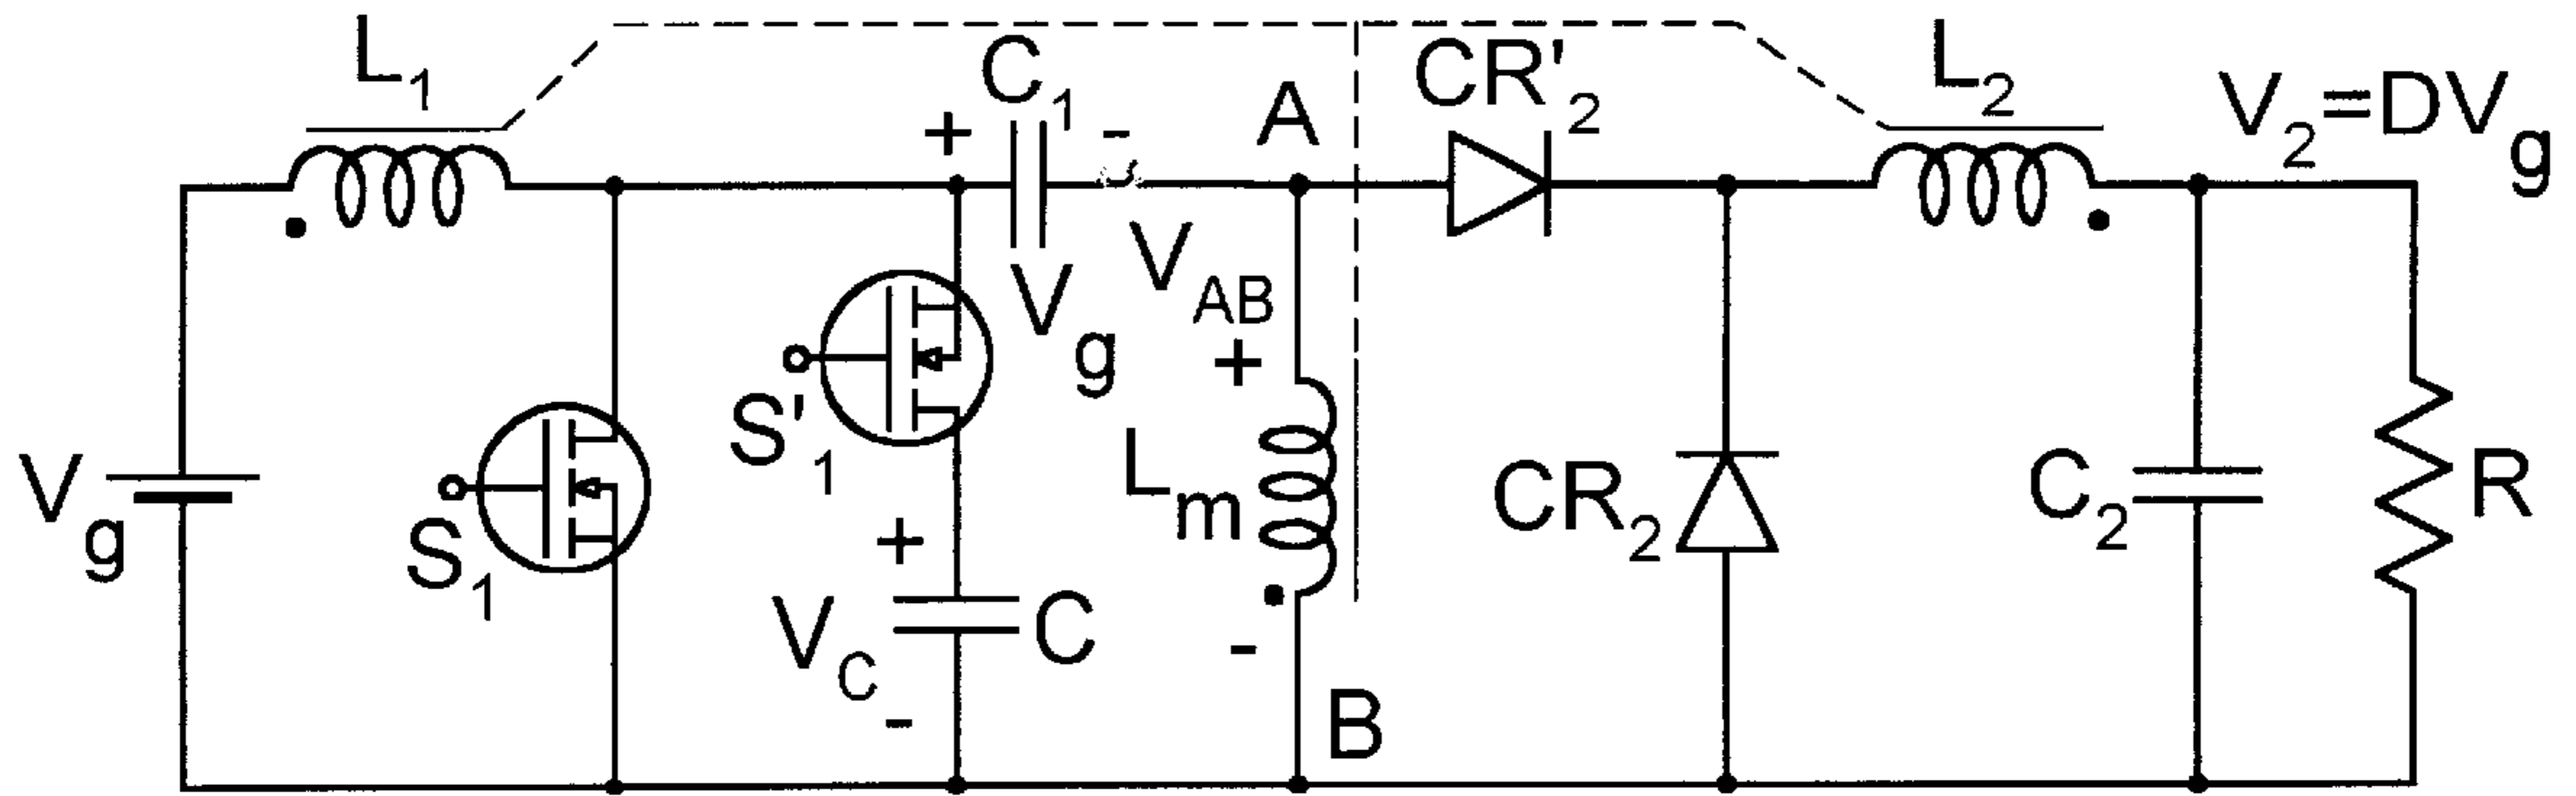 L1
C1
+
-
A
CR'2
L2
V2=DVg
Vg
VAB
+
S'1
Vg
S1
+
VC
-
C
Lm
-
B
CR2
C2
R